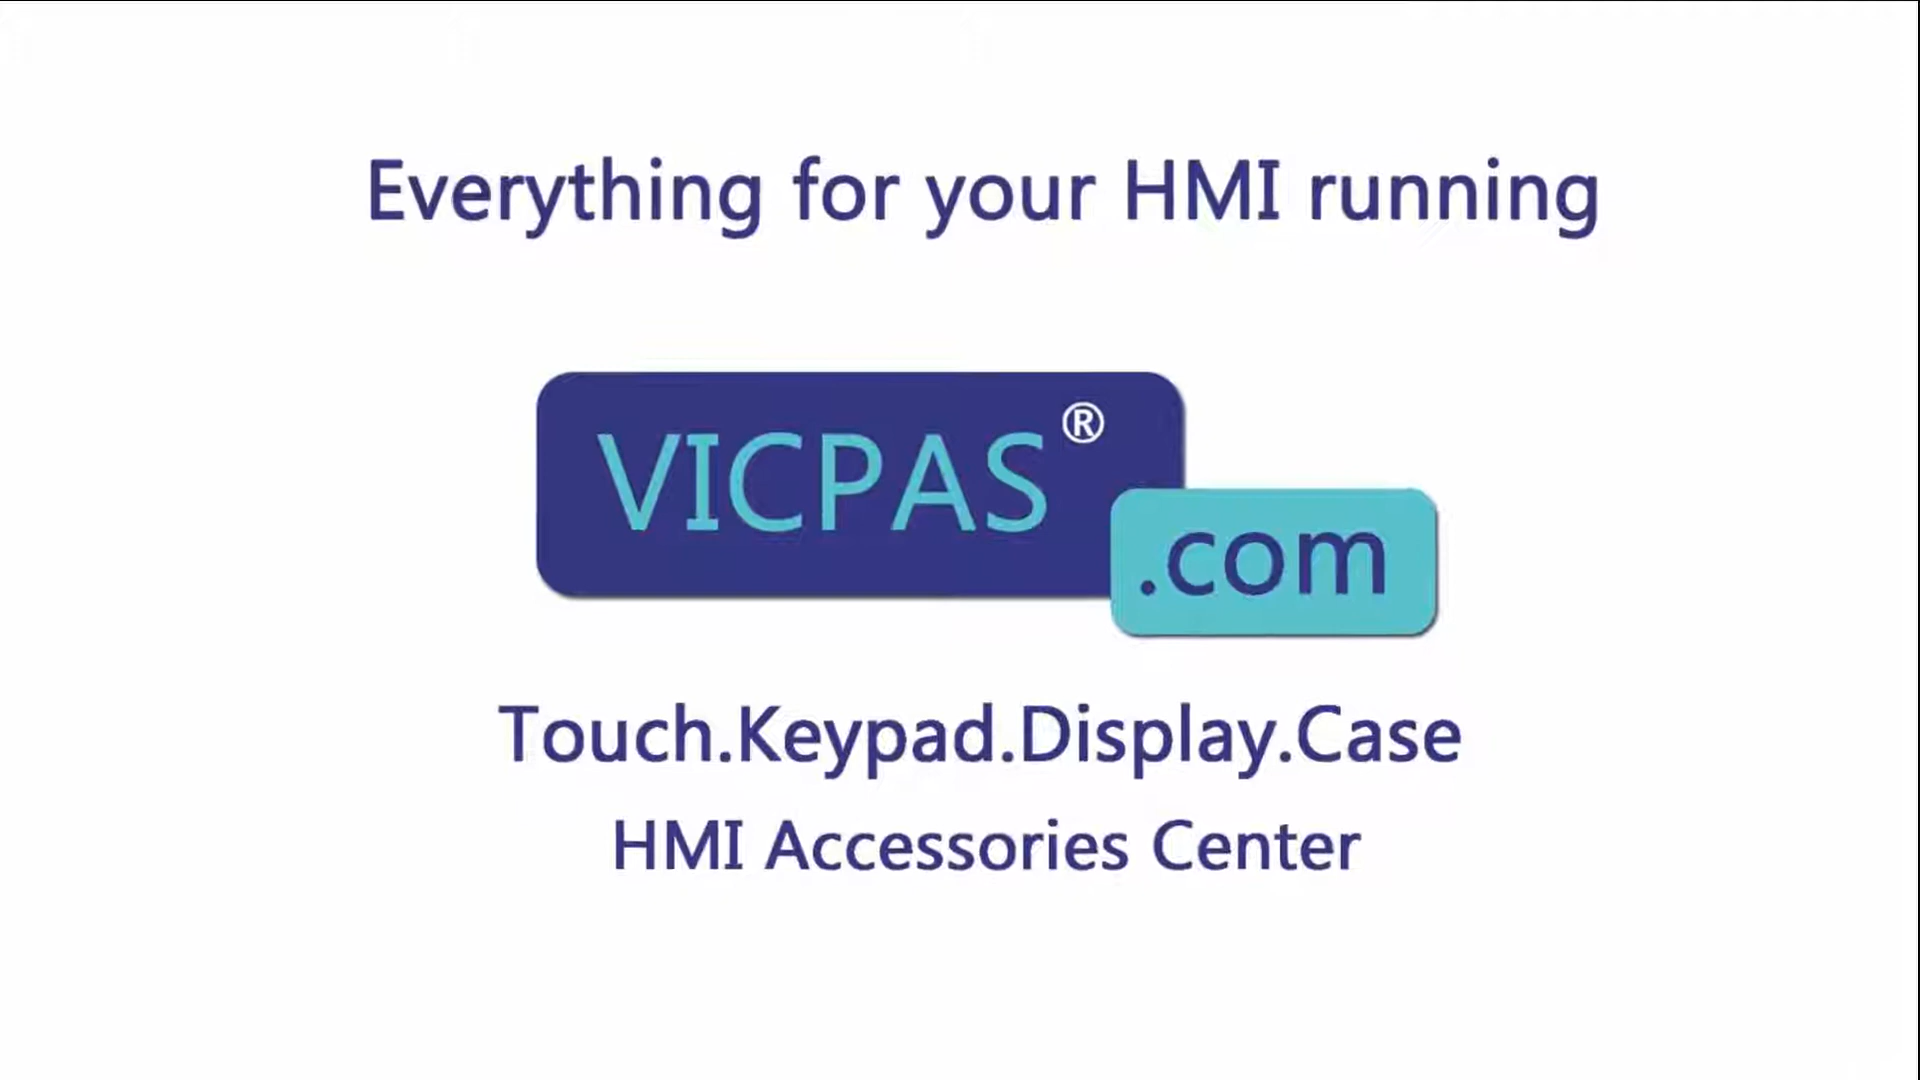 Everything for your HMI running
VICPAS®
.com
Touch.Keypad.Display.Case
HMI Accessories Center